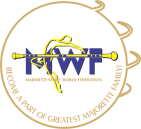 MWF
MAJORETTE SPORT WORLD FEDERATION
BECOME A PART OF GREATEST MAJORETTE FAMILY!